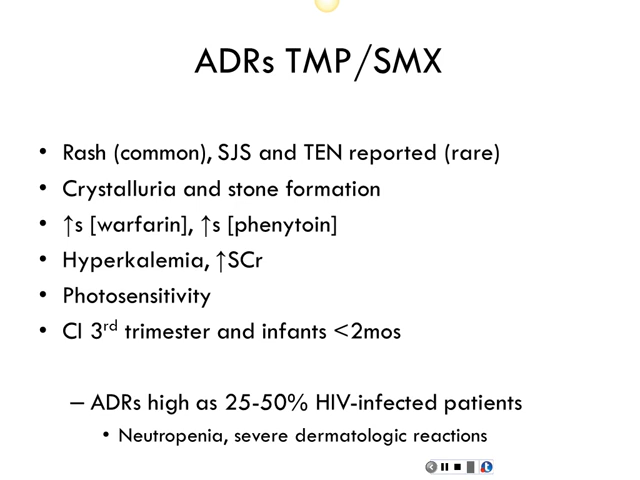 ADRs TMP/SMX
• Rash (common), SJS and TEN reported (rare)
• Crystalluria and stone formation
• ↑s [warfarin], ↑s [phenytoin]
• Hyperkalemia, ↑SCr
• Photosensitivity
• CI 3rd trimester and infants <2mos
– ADRs high as 25-50% HIV-infected patients
• Neutropenia, severe dermatologic reactions